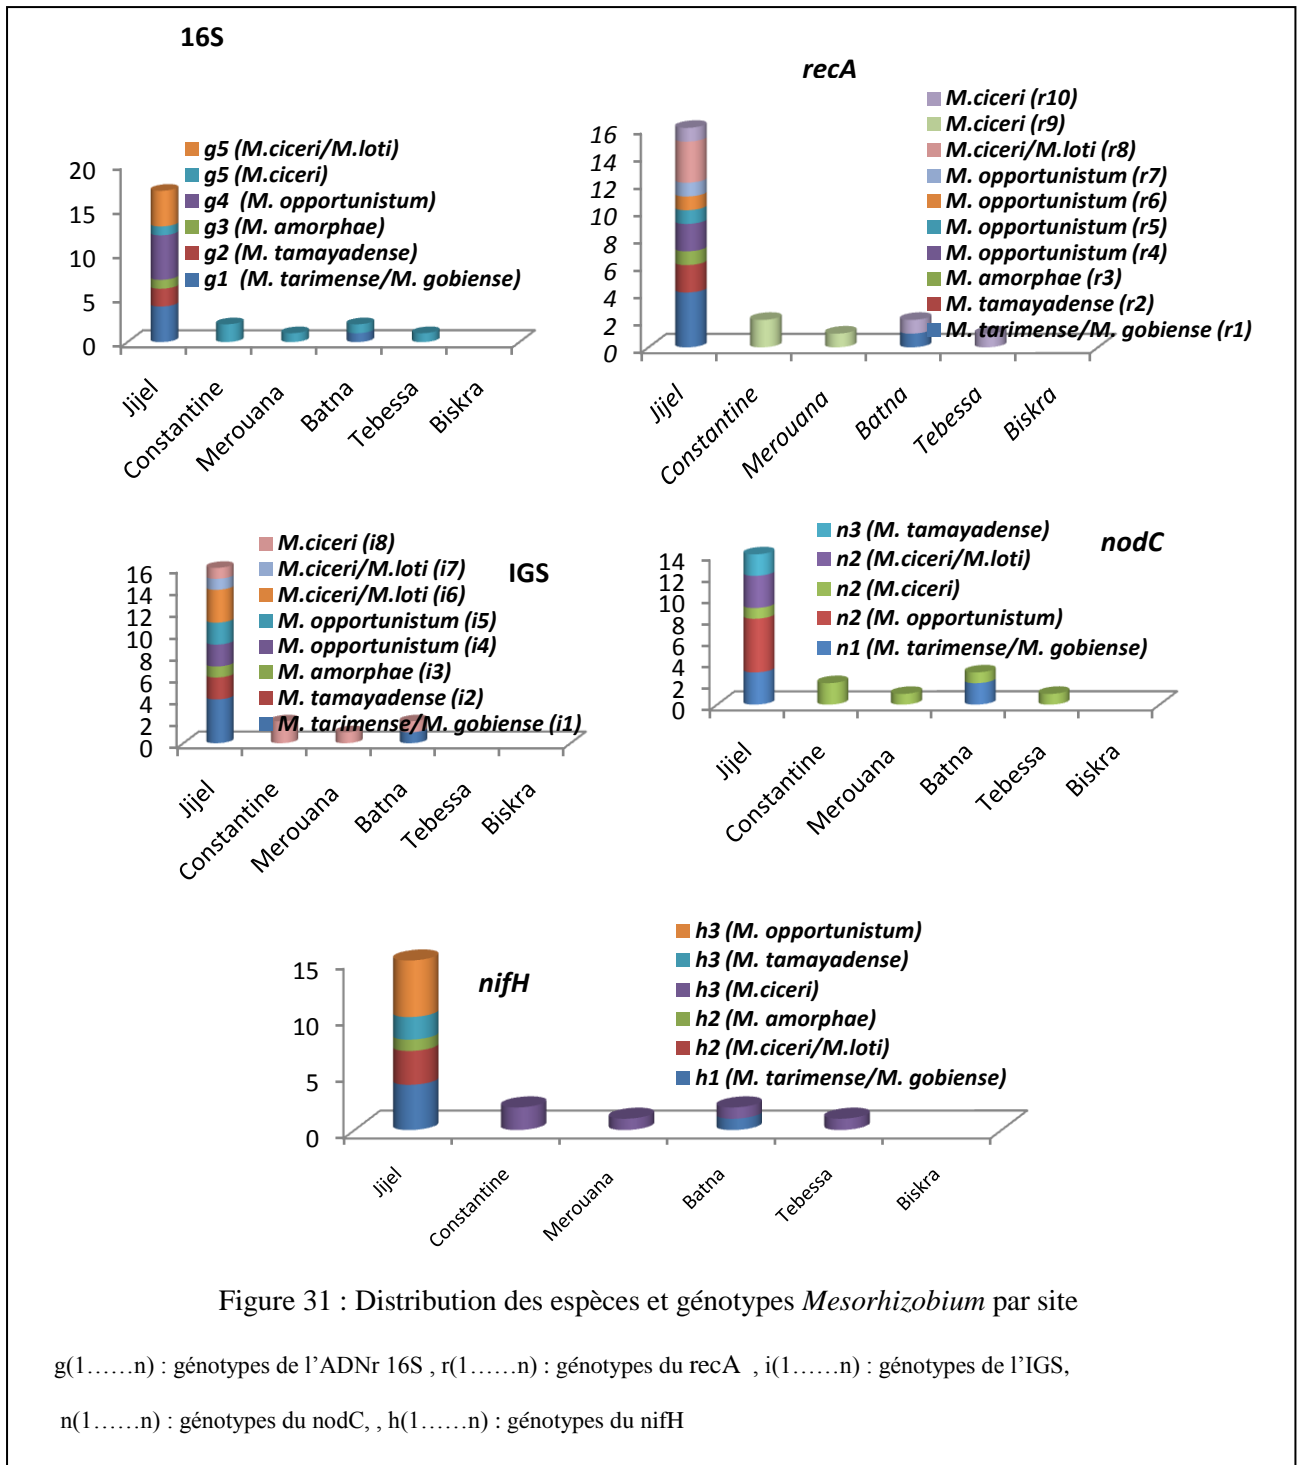 16S
g5 (M.ciceri/M.loti)
g5 (M.ciceri)
g4 (M. opportunistum)
g3 (M. amorphae)
g2 (M. tamayadense)
g1 (M. tarimense/M. gobiense)
20
15
10
5
0
Jijel
Constantine
Merouana
Batna
Tebessa
Biskra
recA
M.ciceri (r10)
M.ciceri (r9)
M.ciceri/M.loti (r8)
M. opportunistum (r7)
M. opportunistum (r6)
M. opportunistum (r5)
M. opportunistum (r4)
M. amorphae (r3)
M. tamayadense (r2)
M. tarimense/M. gobiense (r1)
16
14
12
10
8
6
4
2
0
Jijel
Constantine
Merouana
Batna
Tebessa
Biskra
IGS
M.ciceri (i8)
M.ciceri/M.loti (i7)
M.ciceri/M.loti (i6)
M. opportunistum (i5)
M. opportunistum (i4)
M. amorphae (i3)
M. tamayadense (i2)
M. tarimense/M. gobiense (i1)
16
14
12
10
8
6
4
2
0
Jijel
Constantine
Merouana
Batna
Tebessa
Biskra
nodC
n3 (M. tamayadense)
n2 (M.ciceri/M.loti)
n2 (M.ciceri)
n2 (M. opportunistum)
n1 (M. tarimense/M. gobiense)
14
12
10
8
6
4
2
0
Jijel
Constantine
Merouana
Batna
Tebessa
Biskra
nifH
h3 (M. opportunistum)
h3 (M. tamayadense)
h3 (M.ciceri)
h2 (M. amorphae)
h2 (M.ciceri/M.loti)
h1 (M. tarimense/M. gobiense)
15
10
5
0
Jijel
Constantine
Merouana
Batna
Tebessa
Biskra
Figure 31 : Distribution des espèces et génotypes Mesorhizobium par site
g(1......n) : génotypes de l'ADNr 16S , r(1......n) : génotypes du recA , i(1......n) : génotypes de l'IGS,
n(1......n) : génotypes du nodC, , h(1......n) : génotypes du nifH